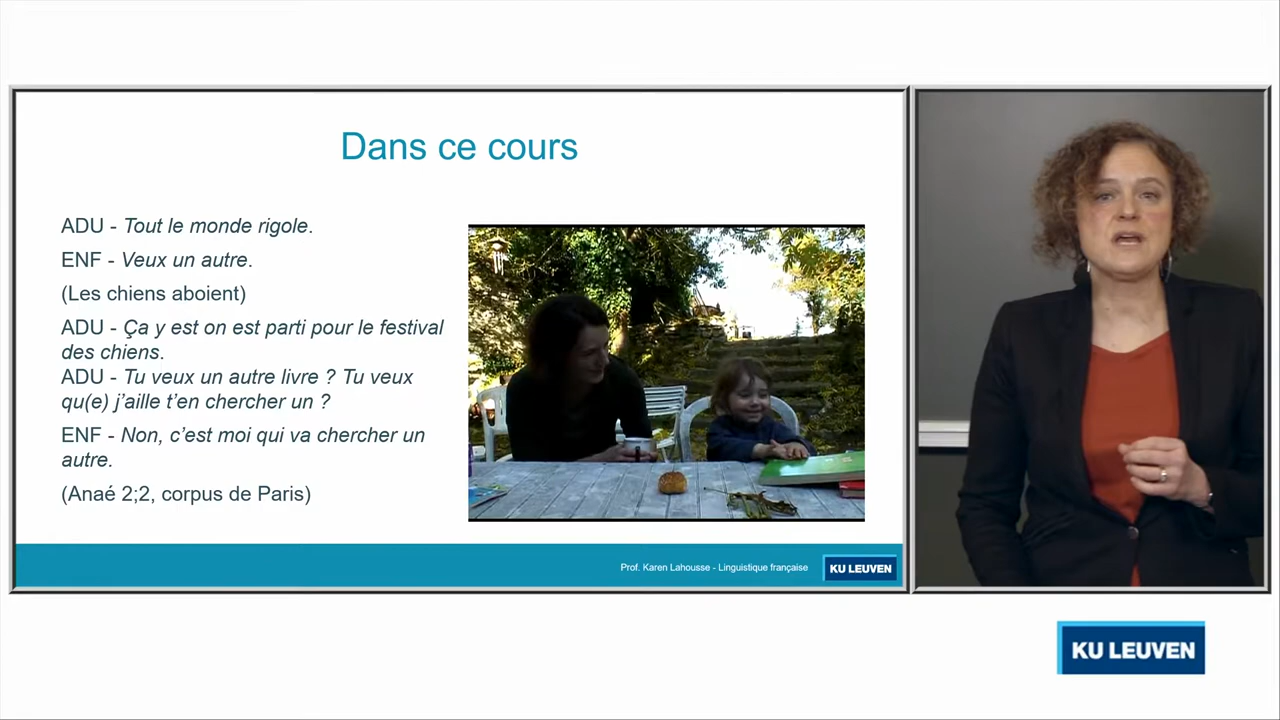 Dans ce cours
ADU - Tout le monde rigole.
ENF - Veux un autre.
(Les chiens aboient)
ADU - Ça y est on est parti pour le festival
des chiens.
ADU - Tu veux un autre livre ? Tu veux
qu(e) j’aille t’en chercher un ?
ENF - Non, c’est moi qui va chercher un
autre.
(Anaé 2;2, corpus de Paris)
Prof. Karen Lahousse - Linguistique française
KU LEUVEN
KU LEUVEN